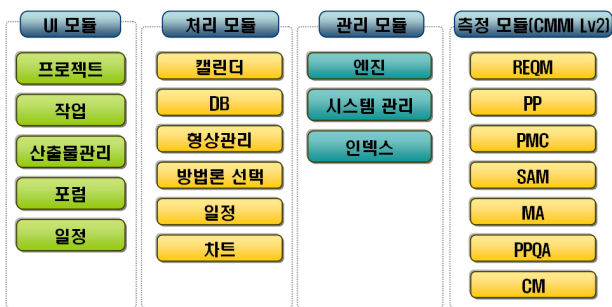 UI 모듈
프로젝트
작업
산출물관리
포럼
일정
처리 모듈
캘린더
DB
형상관리
방법론 선택
일정
차트
관리 모듈
엔진
시스템 관리
인덱스
측정 모듈(CMMI Lv2)
REQM
PP
PMC
SAM
MA
PPQA
CM